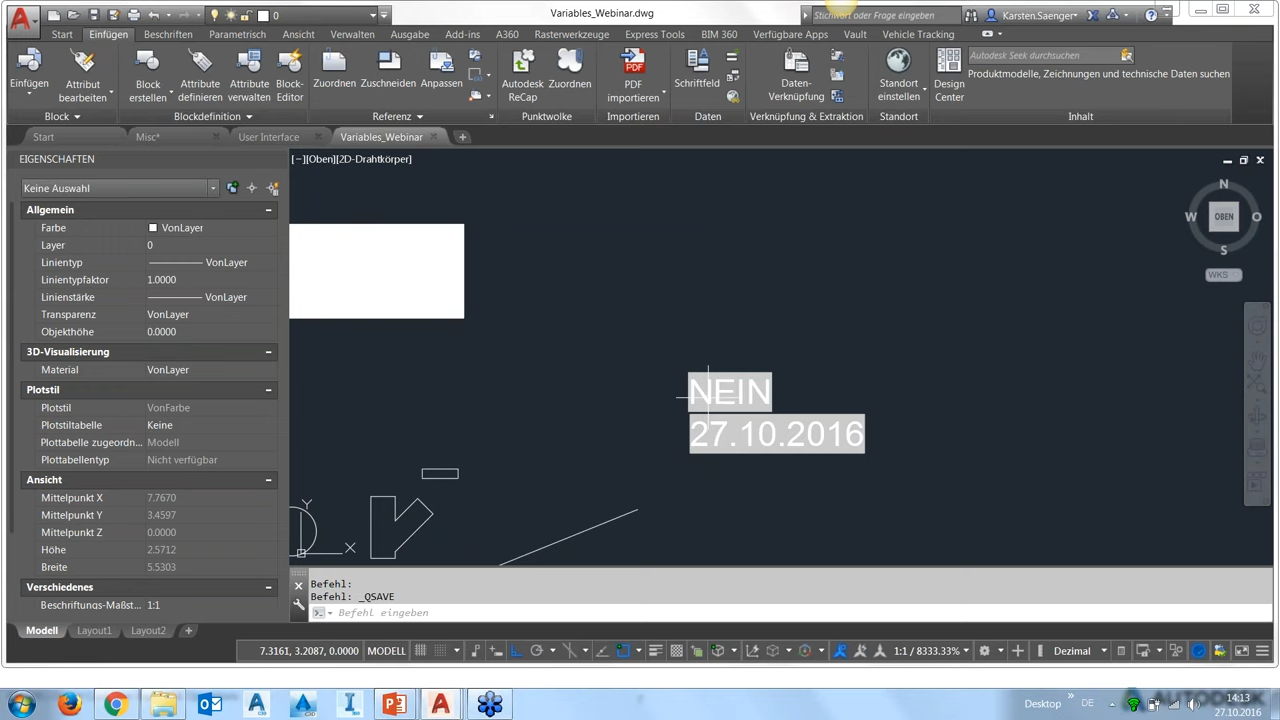 Variables_Webinar.dwg
0
Stichwort oder Frage eingeben
Karsten.Saenger
Start Einfügen Beschriften Parametrisch Ansicht Verwalten Ausgabe Add-ins A360 Rasterwerkzeuge Express Tools BIM 360 Verfügbare Apps Vault Vehicle Tracking
Einfügen
Attribut bearbeiten
Block erstellen
Attribute definieren
Attribute verwalten
Block-Editor
Zuordnen
Zuschneiden
Anpassen
Autodesk ReCap
Zuordnen
PDF importieren
Schriftfeld
Daten-Verknüpfung
Standort einstellen
Design Center
Autodesk Seek durchsuchen
Produktmodelle, Zeichnungen und technische Daten suchen
Block Blockdefinition Referenz Punktwolke Importieren Daten Verknüpfung & Extraktion Standort Inhalt
Start Misc* User Interface Variables_Webinar
EIGENSCHAFTEN
[−][Oben][2D-Drahtkörper]
Keine Auswahl
Allgemein
Farbe VonLayer
Layer 0
Linientyp VonLayer
Linientypfaktor 1.0000
Linienstärke VonLayer
Transparenz VonLayer
Objekthöhe 0.0000
3D-Visualisierung
Material VonLayer
Plotstil
Plotstil VonFarbe
Plotstiltabelle Keine
Plottabelle zugeordn... Modell
Plottabellentyp Nicht verfügbar
Ansicht
Mittelpunkt X 7.7670
Mittelpunkt Y 3.4597
Mittelpunkt Z 0.0000
Höhe 2.5712
Breite 5.5303
Verschiedenes
Beschriftungs-Maßst... 1:1
N
W OBEN O
S
WKS
NEIN
27.10.2016
Y
X
Befehl:
Befehl: _QSAVE
Befehl eingeben
Modell Layout1 Layout2
7.3161, 3.2087, 0.0000 MODELL 1:1 / 8333.33% Dezimal
Desktop DE 14:13
27.10.2016